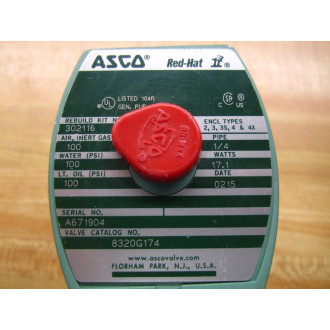 ASCO® Red-Hat II®
UL LISTED 104R
GEN. PUR
REBUILD KIT N
ENCL TYPES
302116
2, 3, 3S, 4 & 4X
AIR, INERT GAS
PIPE
100
1/4
WATER (PSI)
WATTS
100
17.1
LT. OIL (PSI)
DATE
100
0215
ASCO
SERIAL NO.
A671904
VALVE CATALOG NO.
8320G174
www.ascovalve.com
FLORHAM PARK, N.J., U.S.A.